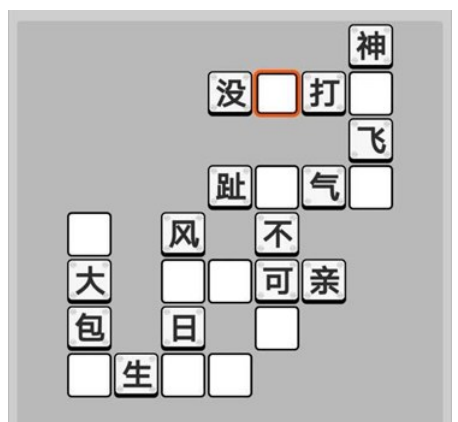 神
没打
飞
趾气
风不
大可亲
包日
生